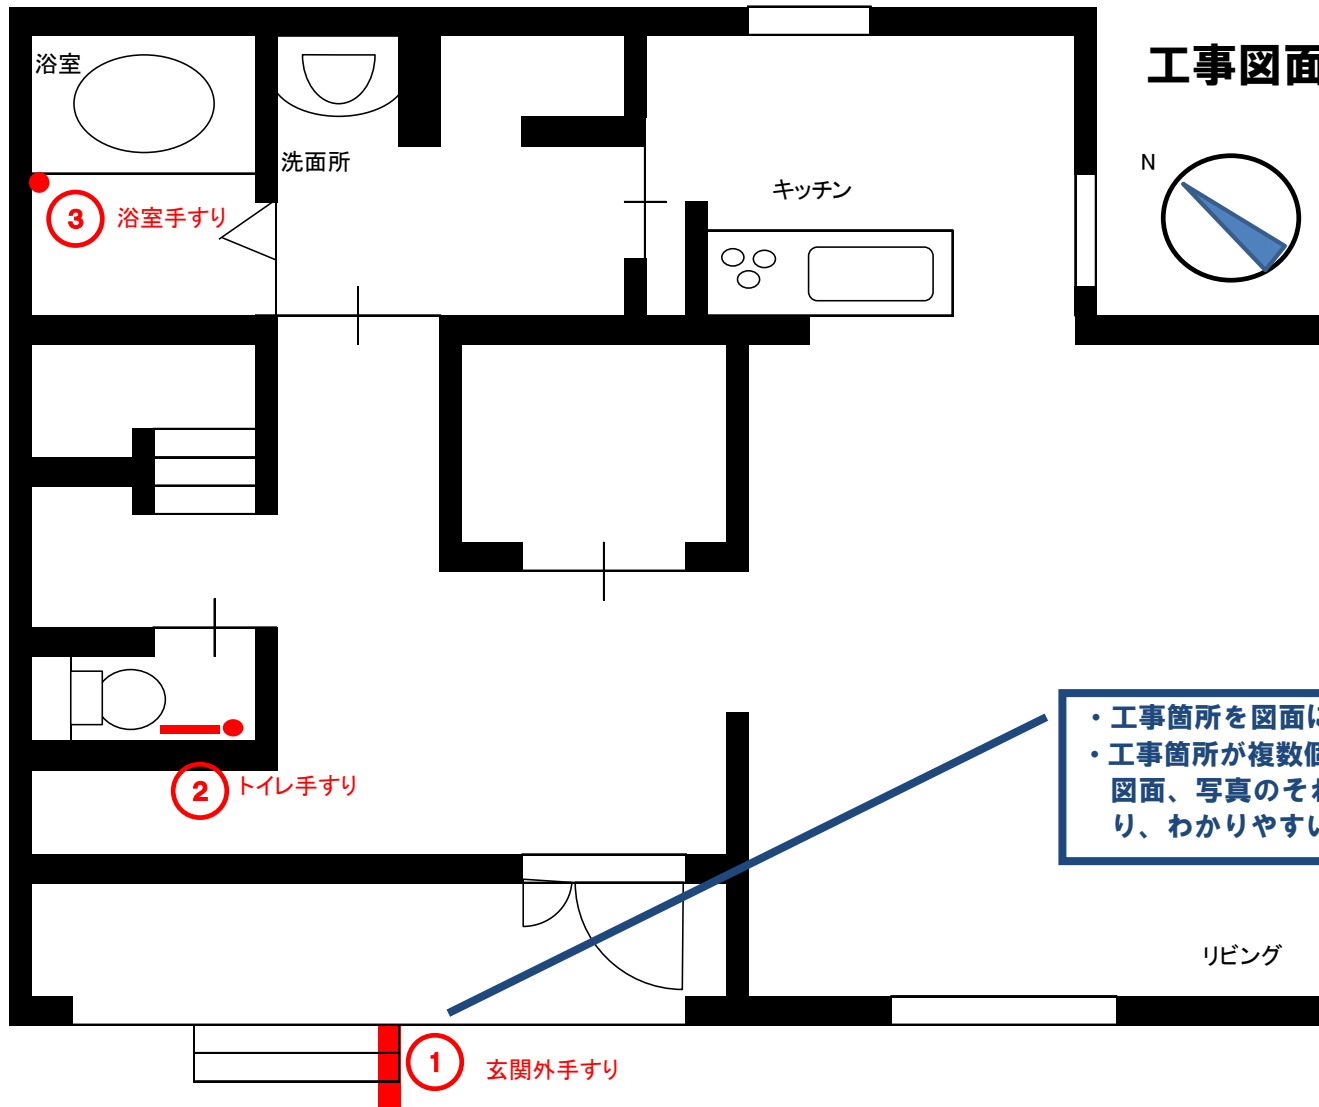 工事図面
浴室
洗面所
N
キッチン
3 浴室手すり
・工事箇所を図面に
・工事箇所が複数個
図面、写真のそれ
り、わかりやすい
2 トイレ手すり
リビング
1 玄関外手すり